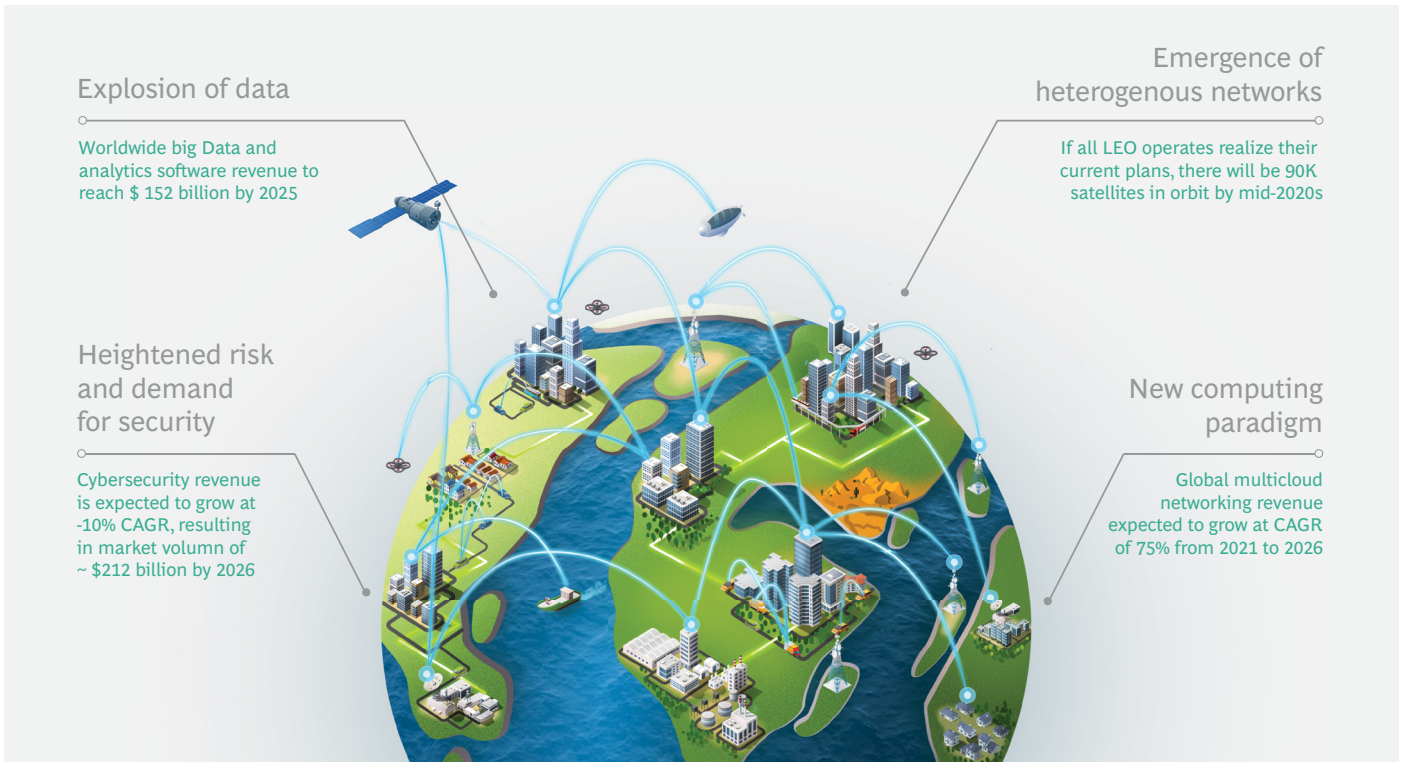 Explosion of data
Worldwide big Data and
analytics software revenue to
reach $ 152 billion by 2025
Emergence of
heterogenous networks
If all LEO operates realize their
current plans, there will be 90K
satellites in orbit by mid-2020s
Heightened risk
and demand
for security
Cybersecurity revenue
is expected to grow at
-10% CAGR, resulting
in market volumn of
~ $212 billion by 2026
New computing
paradigm
Global multicloud
networking revenue
expected to grow at CAGR
of 75% from 2021 to 2026